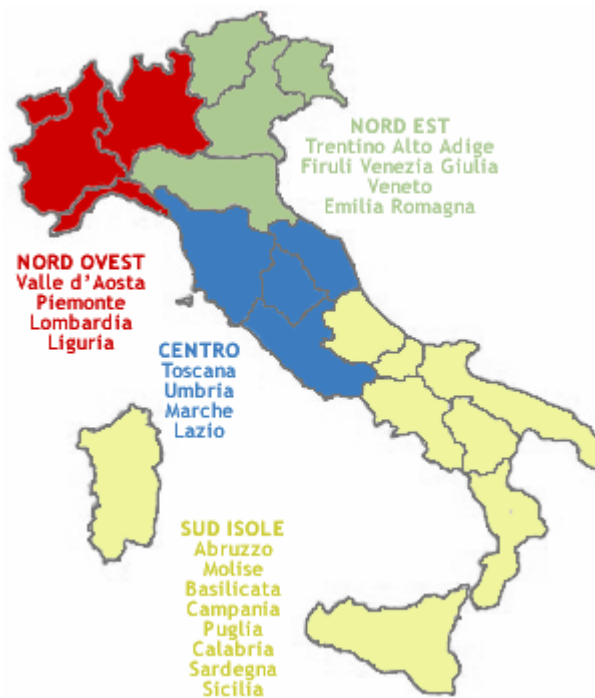 NORD EST
Trentino Alto Adige
Firuli Venezia Giulia
Veneto
Emilia Romagna
NORD OVEST
Valle d'Aosta
Piemonte
Lombardia
Liguria
CENTRO
Toscana
Umbria
Marche
Lazio
SUD ISOLE
Abruzzo
Molise
Basilicata
Campania
Puglia
Calabria
Sardegna
Sicilia